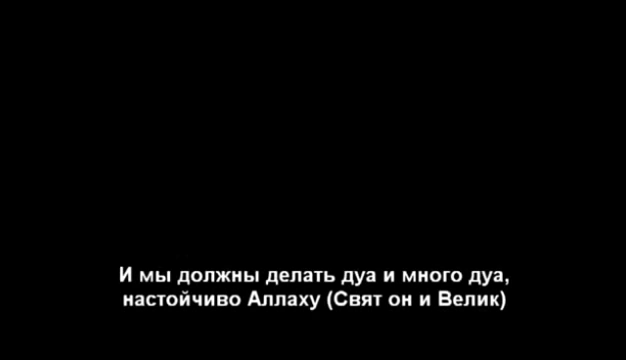 И мы должны делать дуа и много дуа,
настойчиво Аллаху (Свят он и Велик)